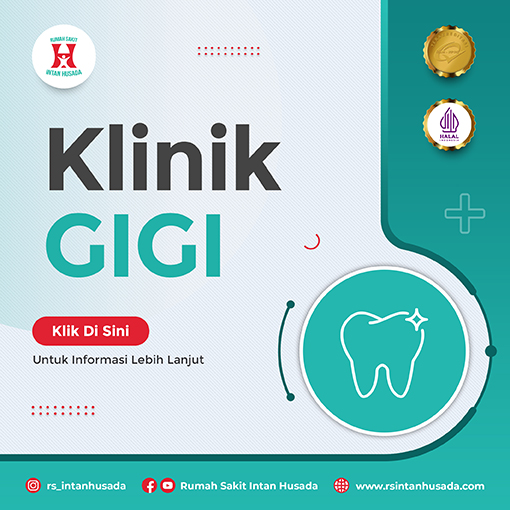 RUMAH SAKIT
INTAN HUSADA
HALAL
INDONESIA
Klinik
GIGI
Klik Di Sini
Untuk Informasi Lebih Lanjut
rs_intanhusada
Rumah Sakit Intan Husada
www.rsintanhusada.com